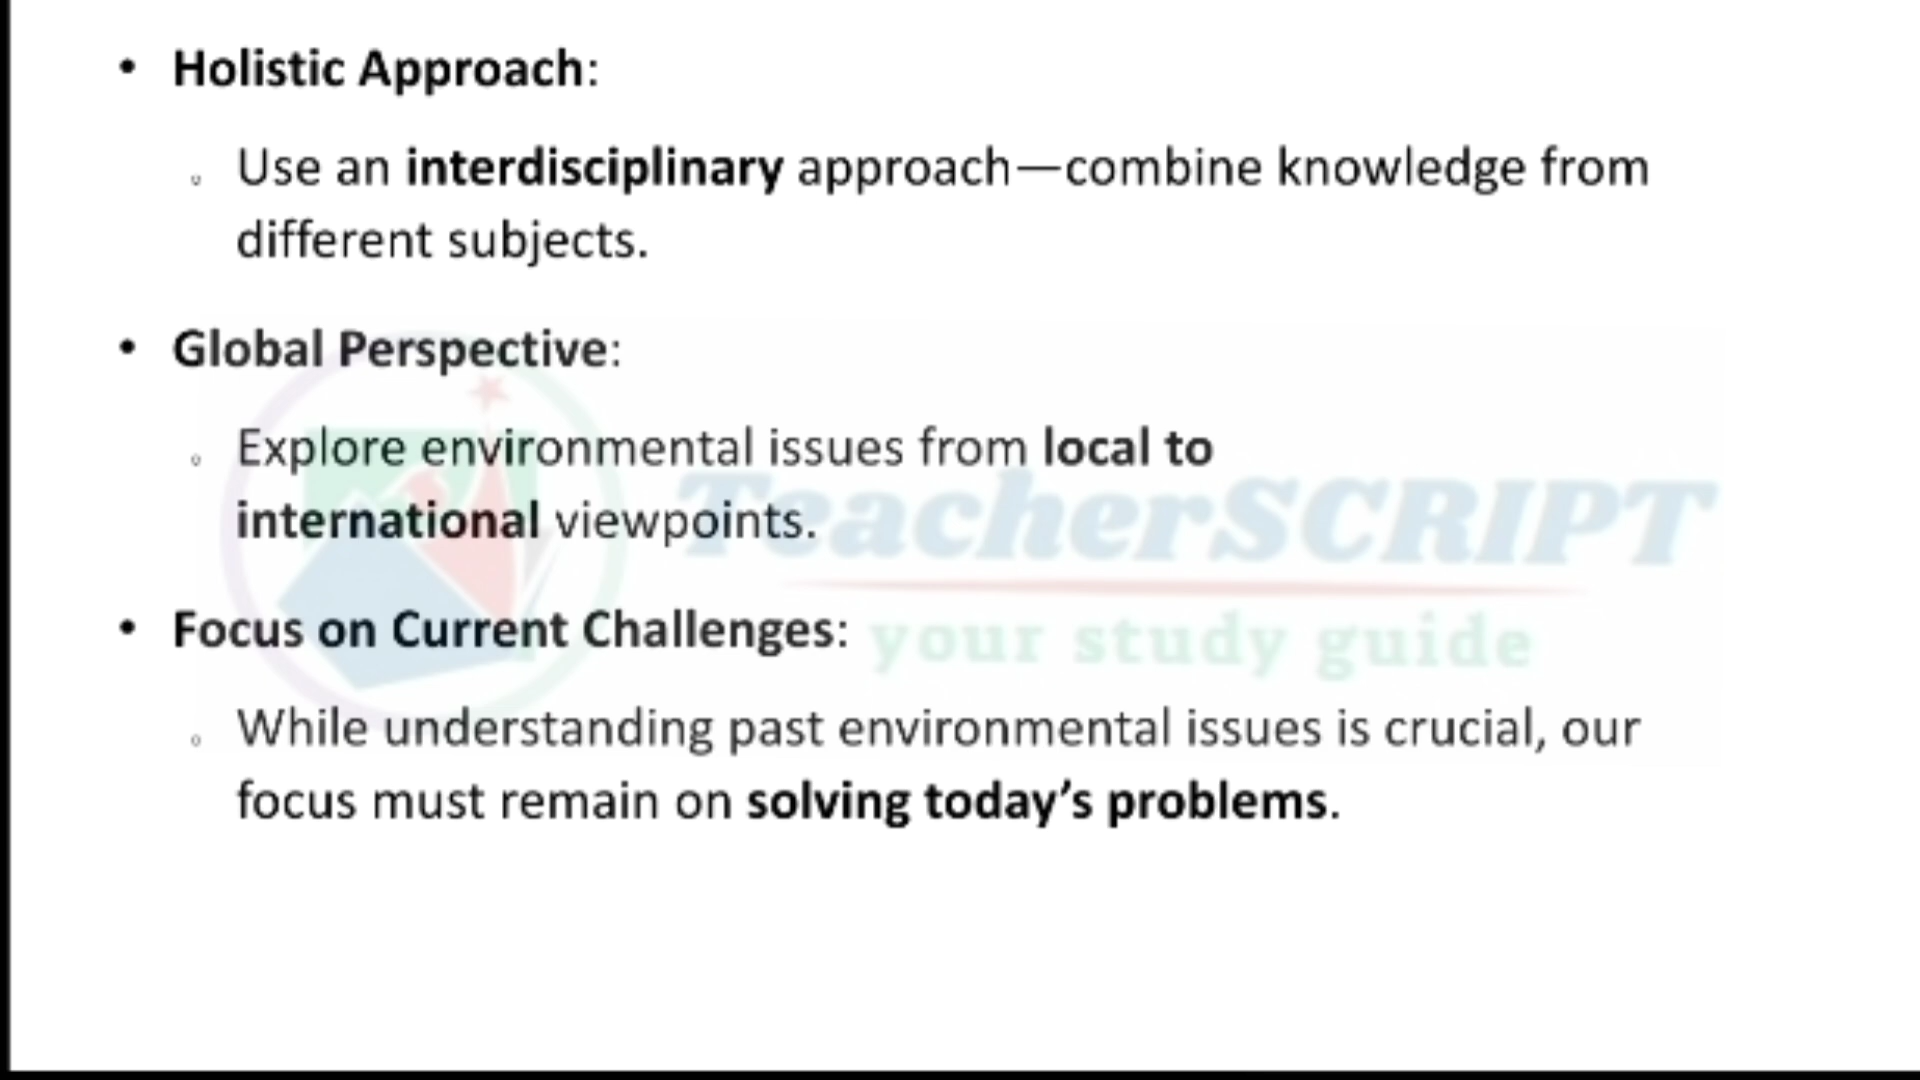 • Holistic Approach:
Use an interdisciplinary approach—combine knowledge from
different subjects.
• Global Perspective:
Explore environmental issues from local to
international viewpoints.
TeacherSCRIPT
• Focus on Current Challenges:
your study guide
While understanding past environmental issues is crucial, our
focus must remain on solving today’s problems.